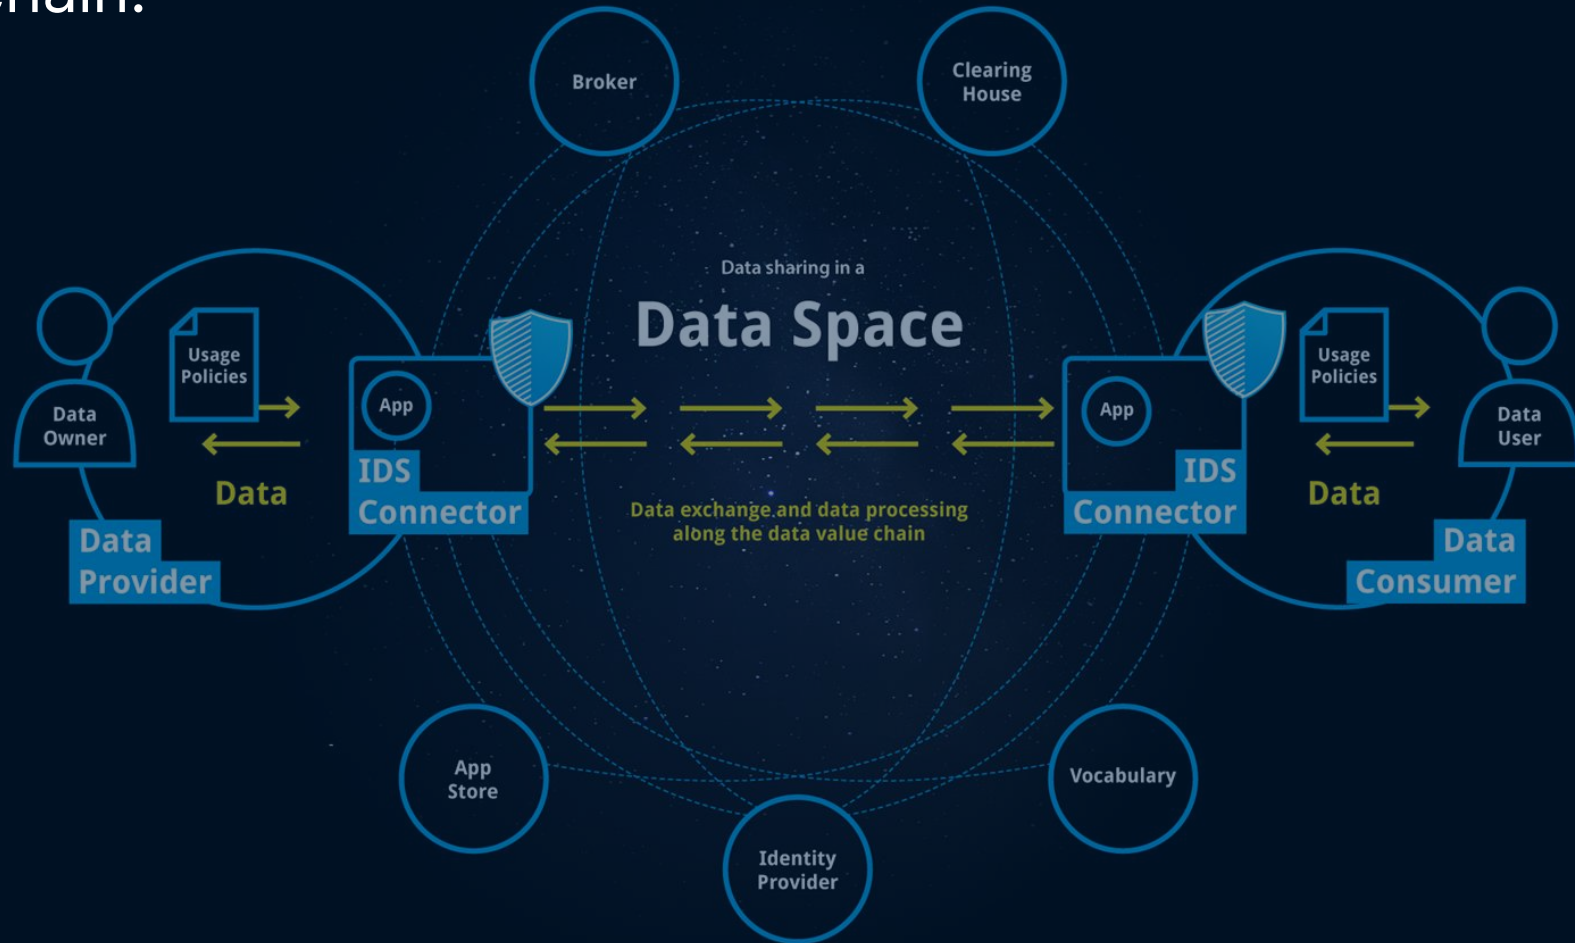 Broker
Clearing
House
Data sharing in a
Data Space
Usage
Policies
Data
Owner
App
IDS
Connector
Data
Data
Provider
Data exchange and data processing
along the data value chain
App
IDS
Connector
Usage
Policies
Data
User
Data
Data
Consumer
App
Store
Vocabulary
Identity
Provider